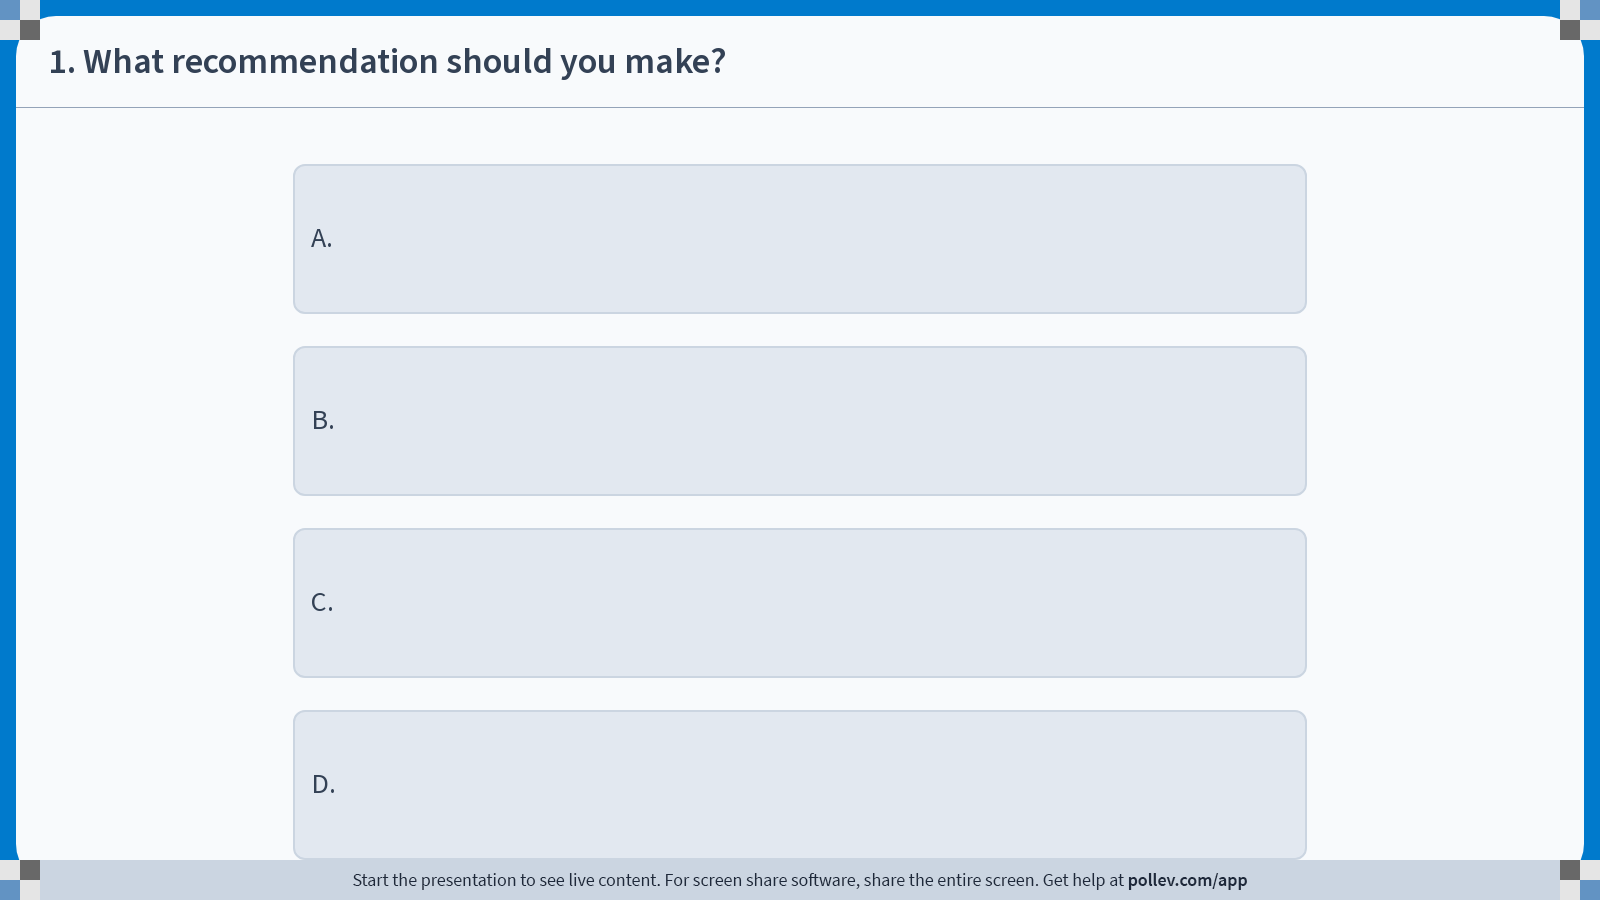 1. What recommendation should you make?
A.
B.
C.
D.
Start the presentation to see live content. For screen share software, share the entire screen. Get help at pollev.com/app